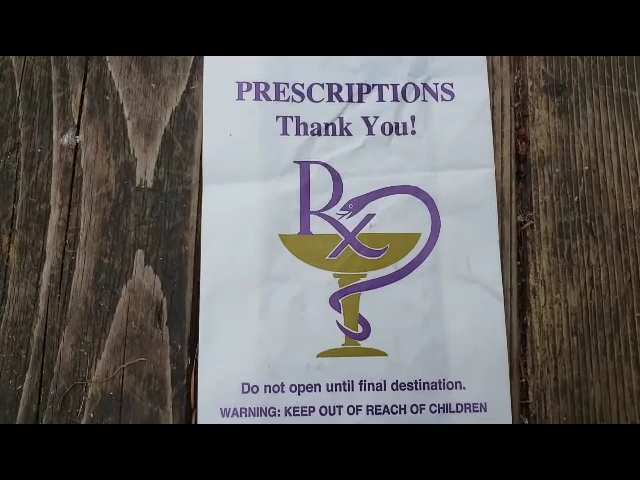 PRESCRIPTIONS
Thank You!
Rx
Do not open until final destination.
WARNING: KEEP OUT OF REACH OF CHILDREN